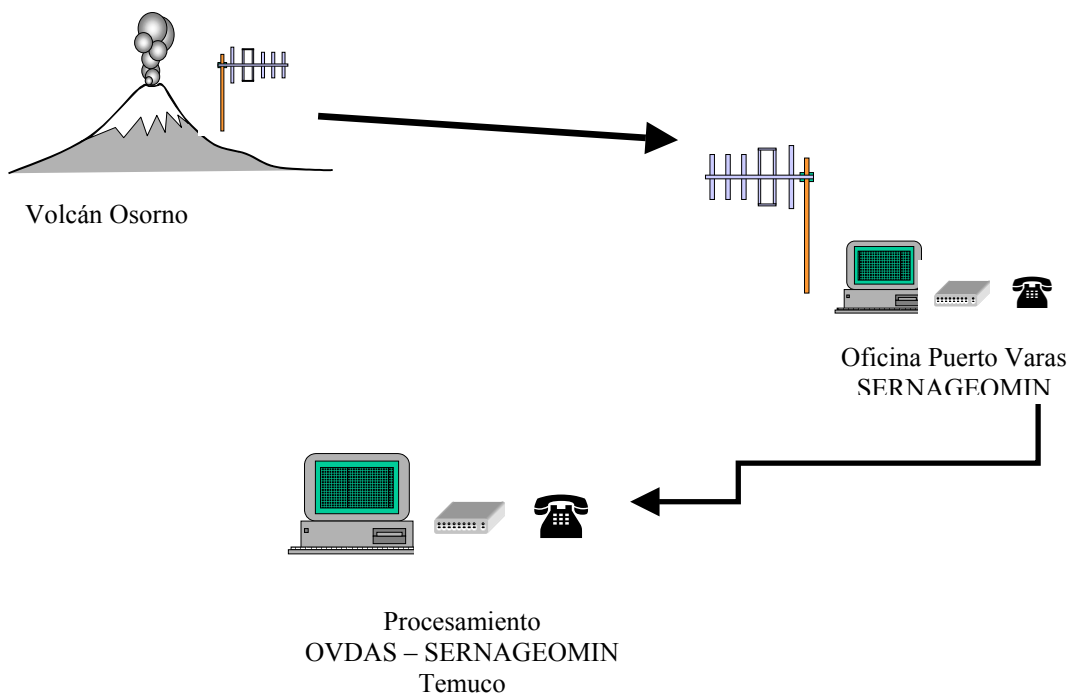 Volcán Osorno
Oficina Puerto Varas
SERNAGEOMIN
Procesamiento
OVDAS – SERNAGEOMIN
Temuco